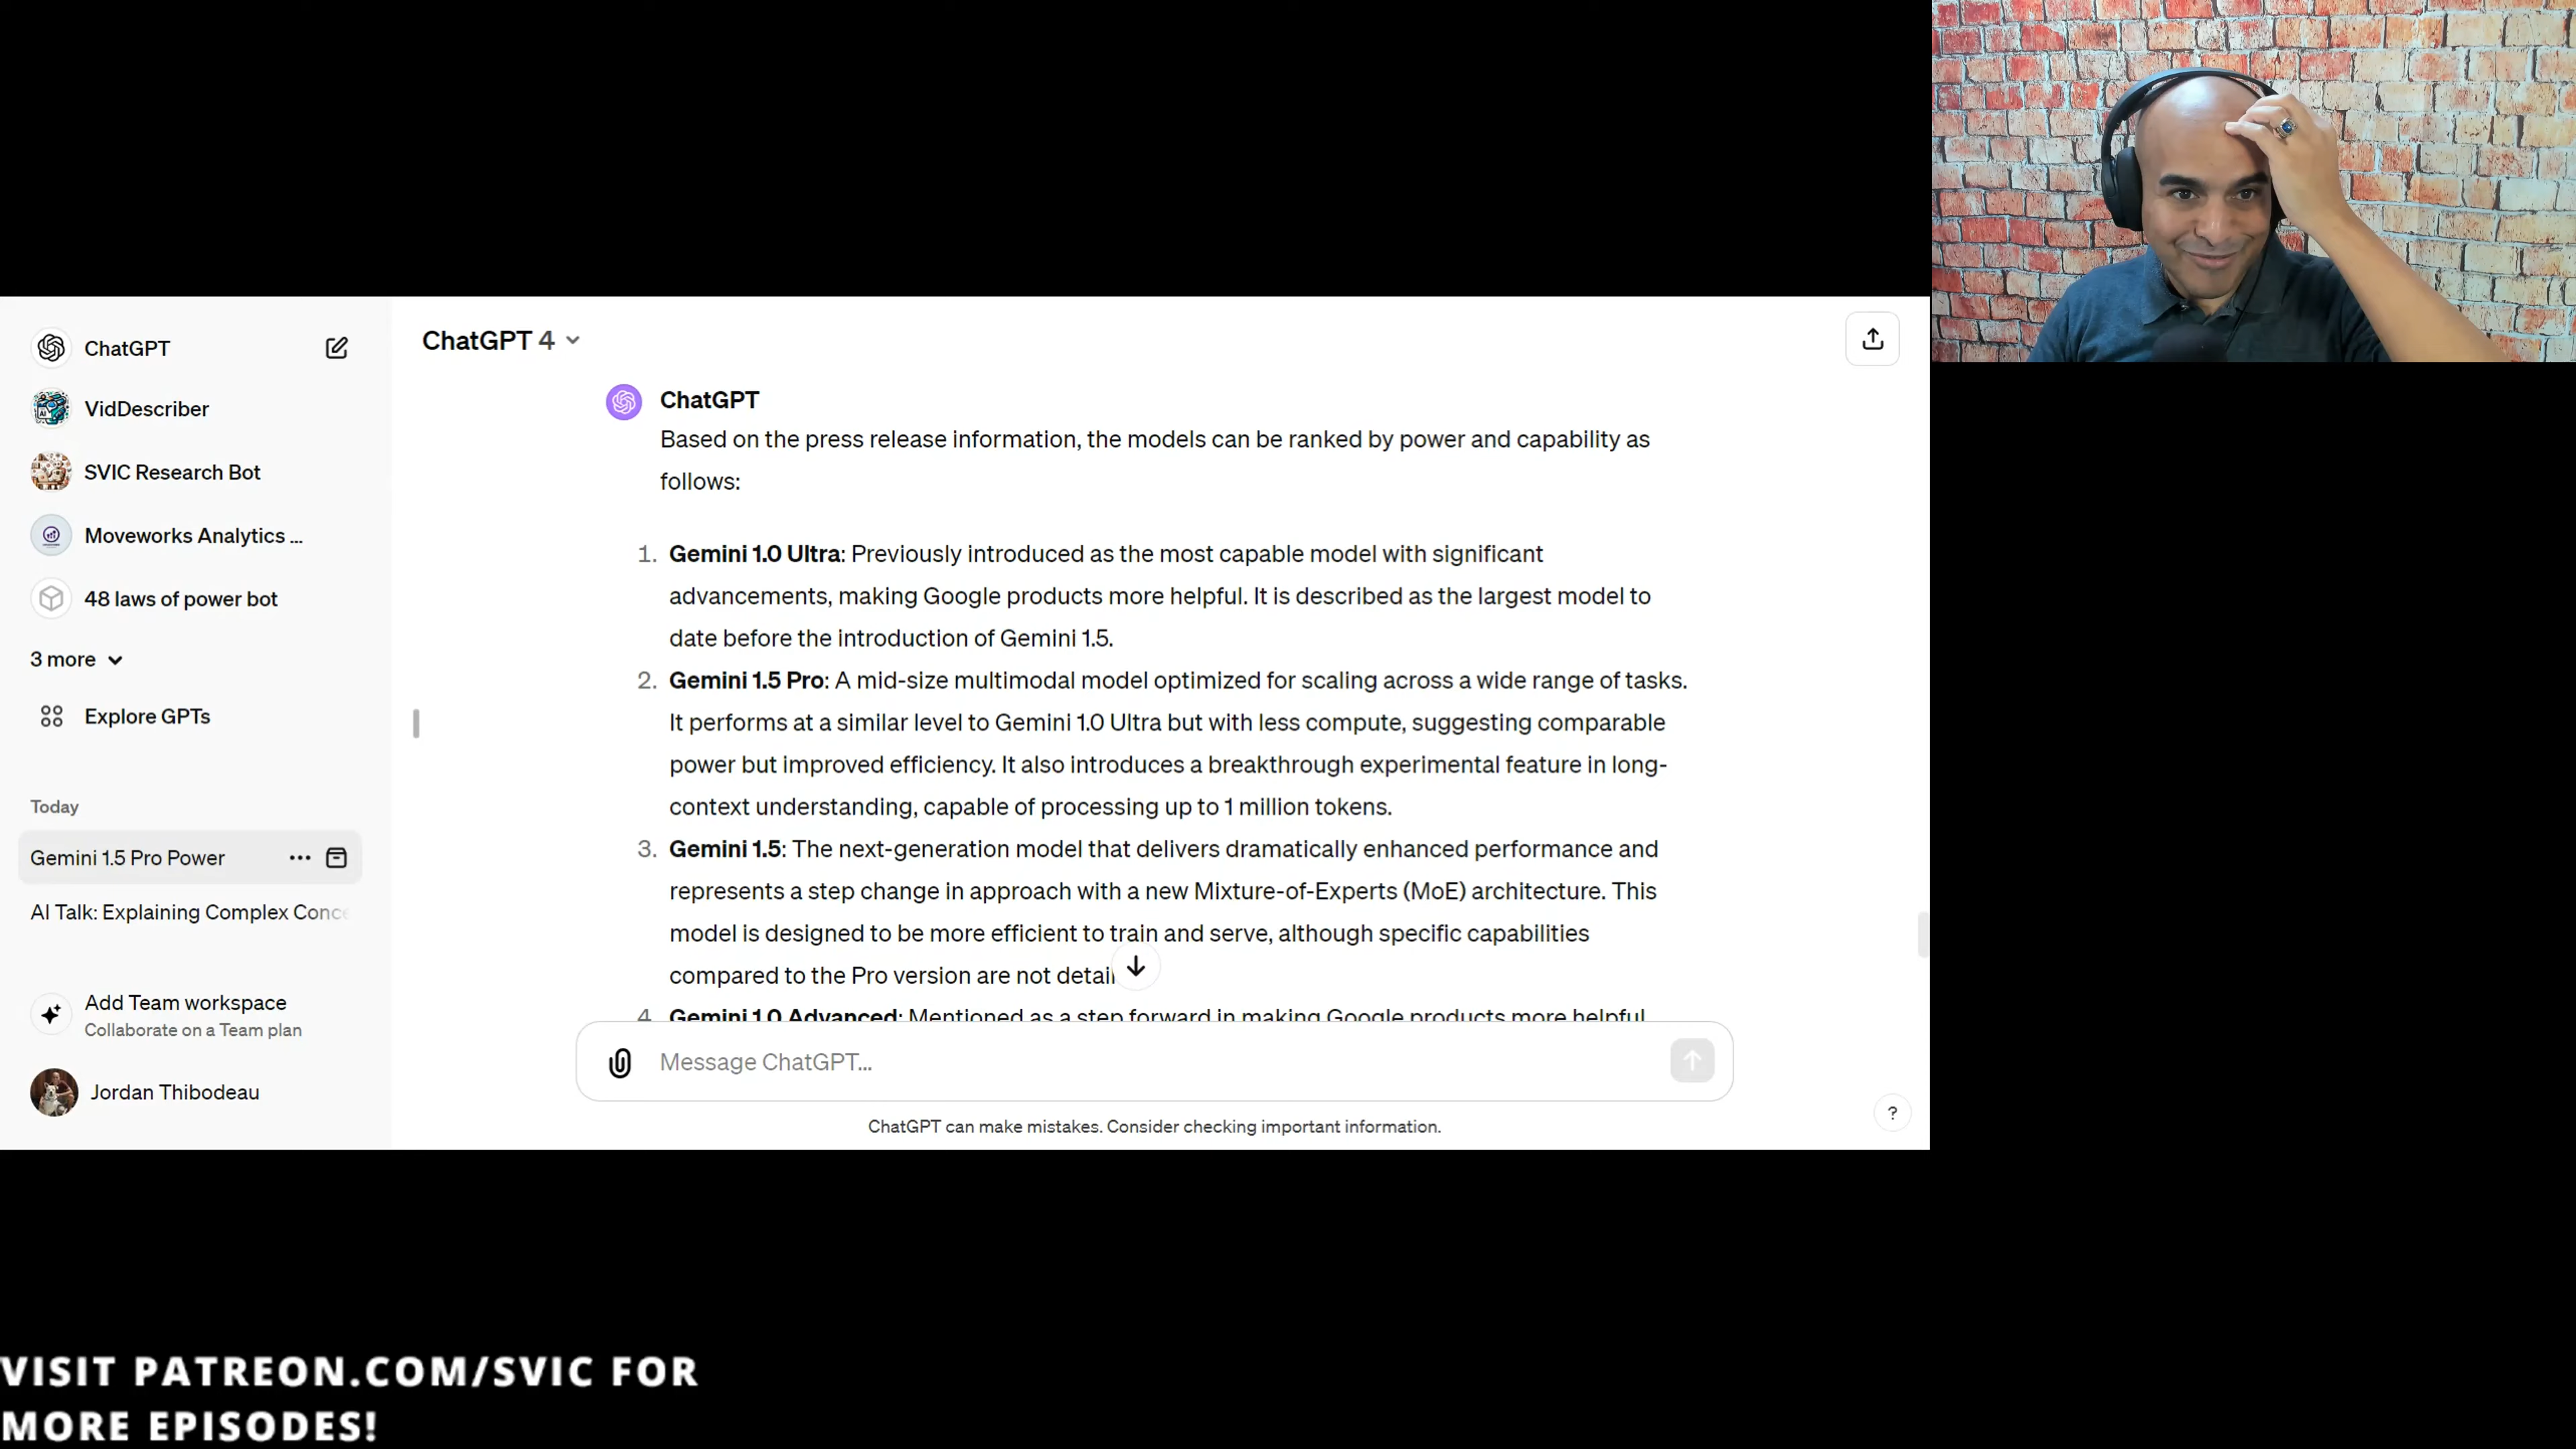 ChatGPT
VidDescriber
SVIC Research Bot
Moveworks Analytics ...
48 laws of power bot
3 more
Explore GPTs
Today
Gemini 1.5 Pro Power
AI Talk: Explaining Complex Conce
Add Team workspace
Collaborate on a Team plan
Jordan Thibodeau
ChatGPT 4
ChatGPT
Based on the press release information, the models can be ranked by power and capability as
follows:
1. Gemini 1.0 Ultra: Previously introduced as the most capable model with significant
advancements, making Google products more helpful. It is described as the largest model to
date before the introduction of Gemini 1.5.
2. Gemini 1.5 Pro: A mid-size multimodal model optimized for scaling across a wide range of tasks.
It performs at a similar level to Gemini 1.0 Ultra but with less compute, suggesting comparable
power but improved efficiency. It also introduces a breakthrough experimental feature in long-
context understanding, capable of processing up to 1 million tokens.
3. Gemini 1.5: The next-generation model that delivers dramatically enhanced performance and
represents a step change in approach with a new Mixture-of-Experts (MoE) architecture. This
model is designed to be more efficient to train and serve, although specific capabilities
compared to the Pro version are not detail
4. Gemini 1.0 Advanced: Mentioned as a step forward in making Google products more helpful
Message ChatGPT...
ChatGPT can make mistakes. Consider checking important information.
?
VISIT PATREON.COM/SVIC FOR
MORE EPISODES!